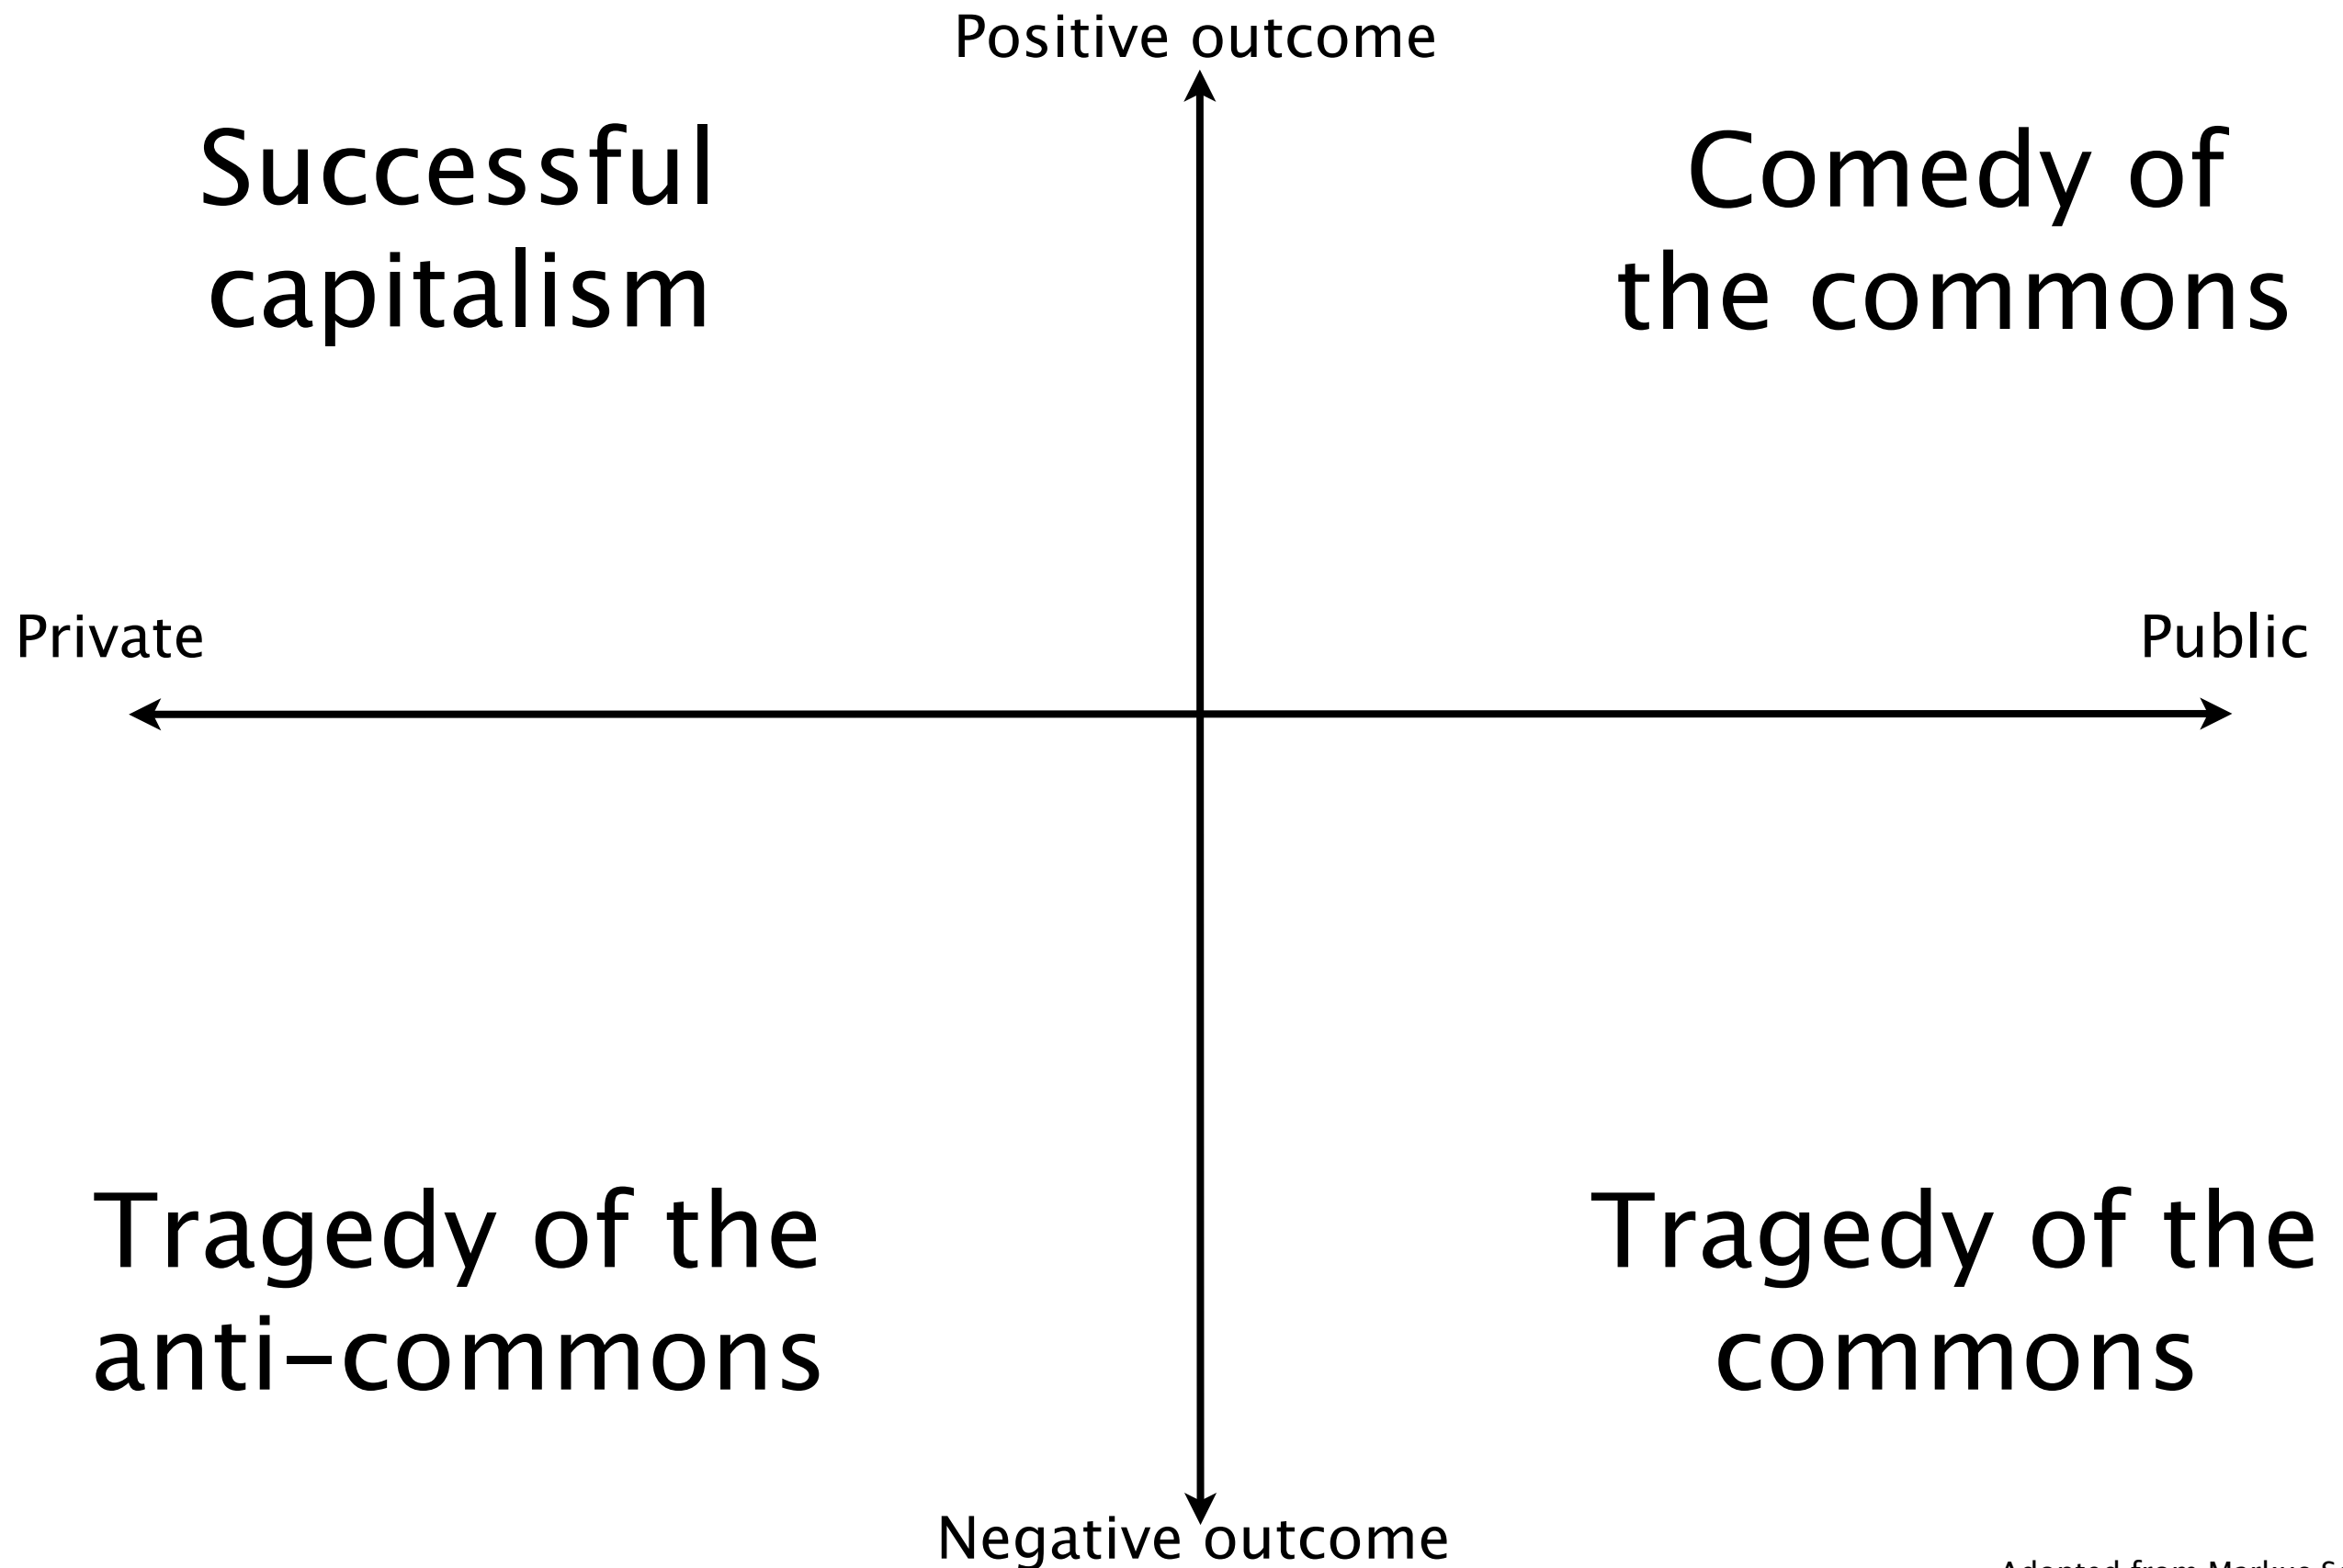 Positive outcome
Successful
capitalism
Comedy of
the commons
Private
Public
Tragedy of the
anti-commons
Tragedy of the
commons
Negative outcome
Adapted from Markus